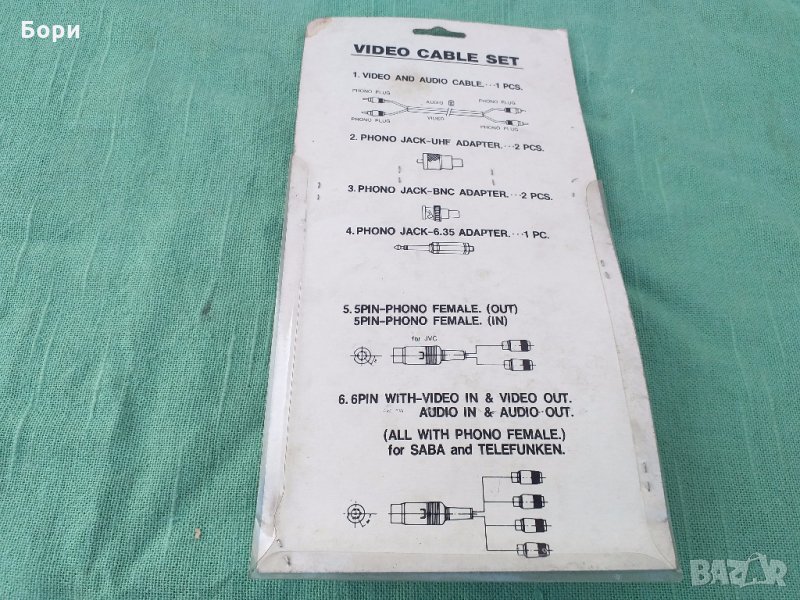 Бори
VIDEO CABLE SET
1. VIDEO AND AUDIO CABLE.···1 PCS.
PHONO PLUG
AUDIO
PHONO PLUG
PHONO PLUG
VIDEO
PHONO PLUG
2. PHONO JACK-UHF ADAPTER.···2 PCS.
3. PHONO JACK-BNC ADAPTER.···2 PCS.
4. PHONO JACK-6.35 ADAPTER.···1 PC.
5. 5PIN-PHONO FEMALE. (OUT)
5PIN-PHONO FEMALE. (IN)
for JVC
6. 6PIN WITH-VIDEO IN & VIDEO OUT.
AUDIO IN & AUDIO OUT.
(ALL WITH PHONO FEMALE.)
for SABA and TELEFUNKEN.
BAZAR